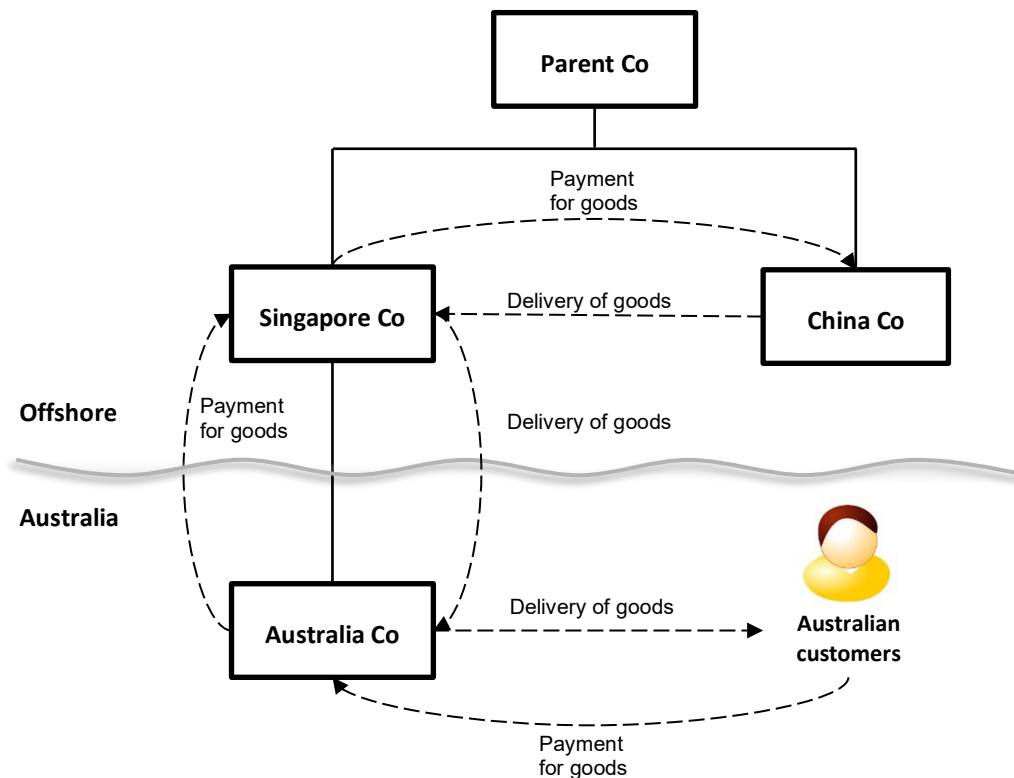 Parent Co
Payment
for goods
Delivery of goods
Singapore Co
China Co
Payment
for goods
Offshore
Delivery of goods
Australia
Delivery of goods
Australia Co
Australian
customers
Payment
for goods